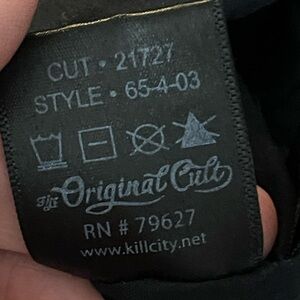 CUT • 21727
STYLE • 65-4-03
The Original Cult
RN # 79627
www.killcity.net